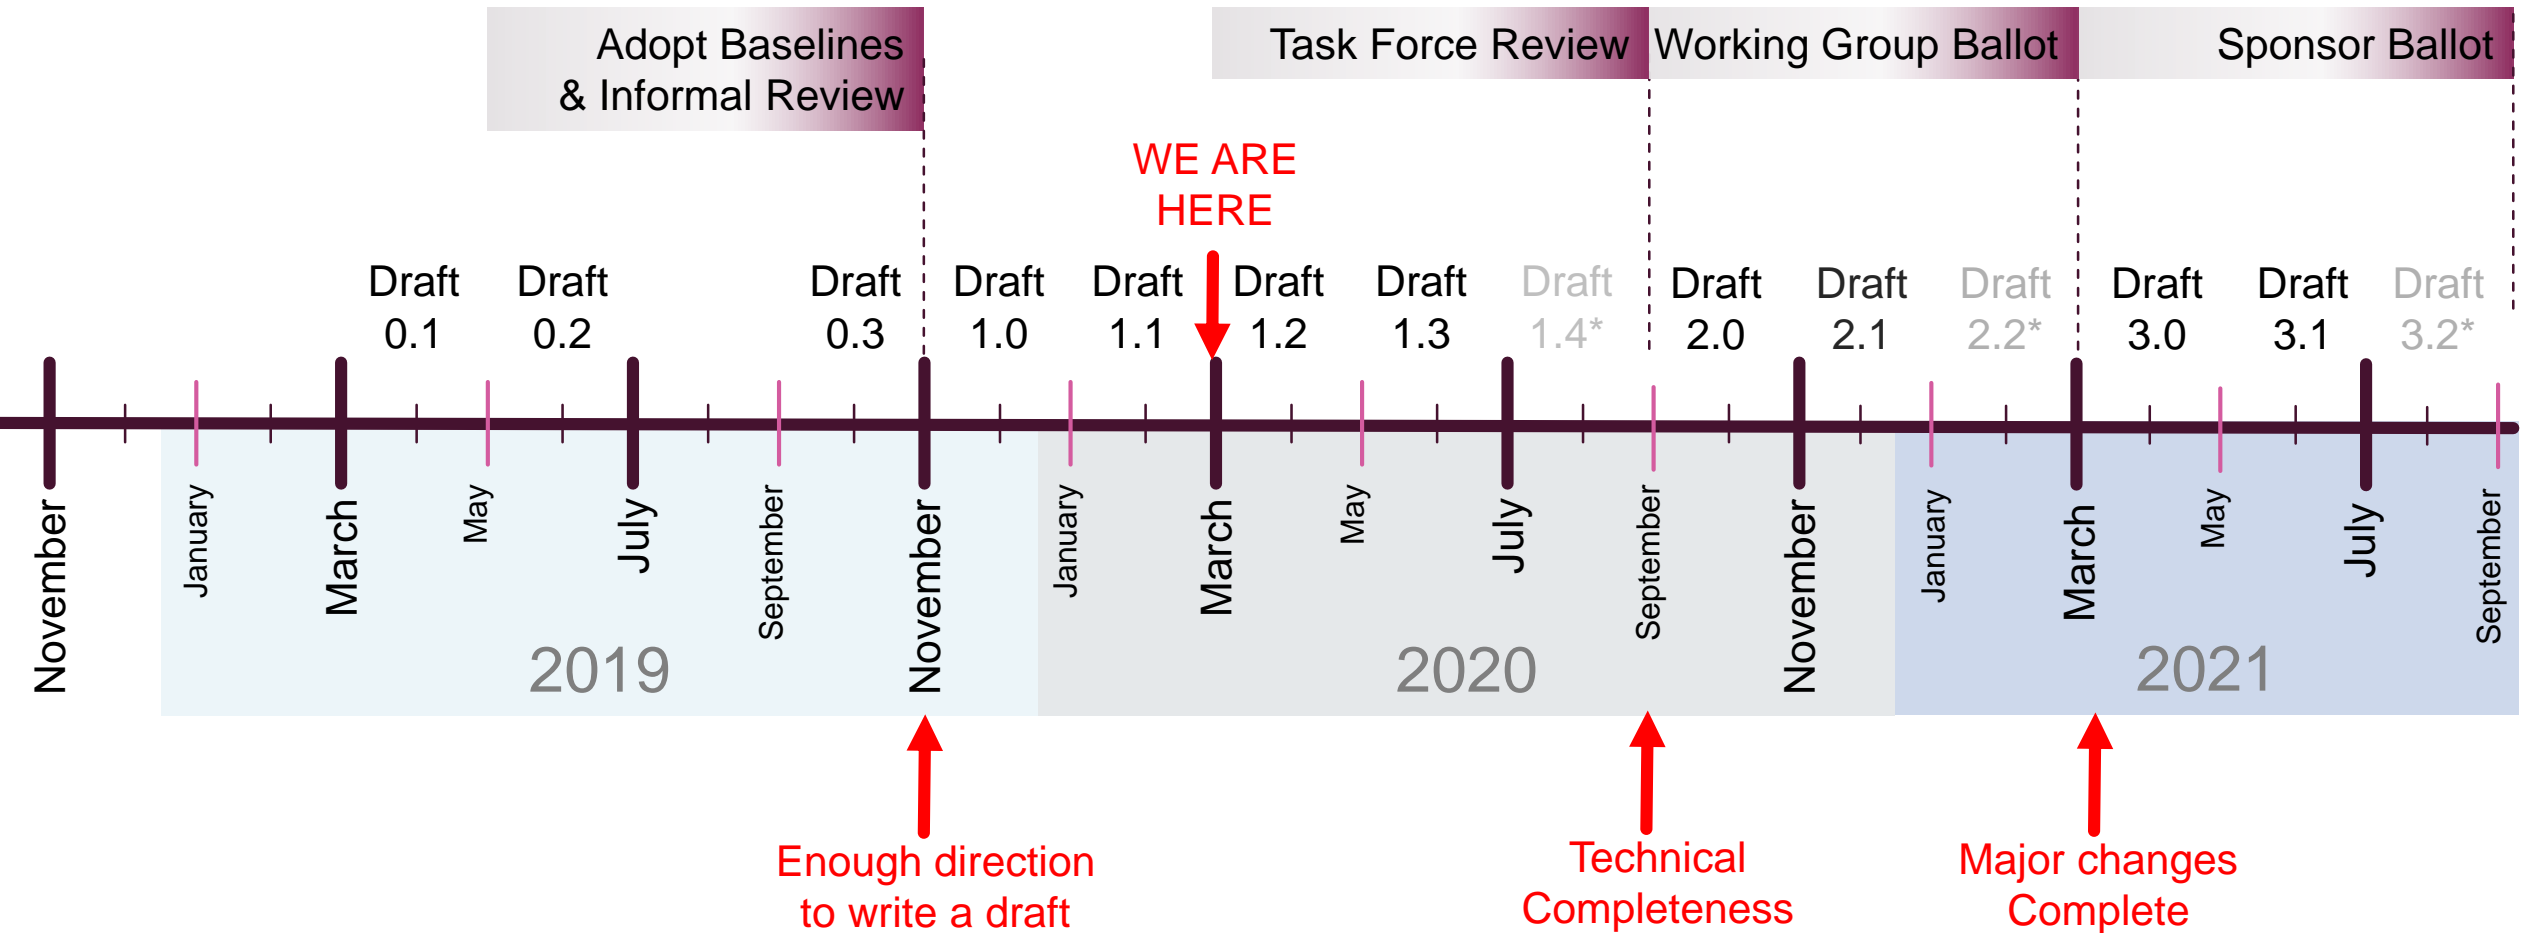 Adopt Baselines
& Informal Review
Task Force Review
Working Group Ballot
Sponsor Ballot
WE ARE
HERE
Draft
0.1
Draft
0.2
Draft
0.3
Draft
1.0
Draft
1.1
Draft
1.2
Draft
1.3
Draft
1.4*
Draft
2.0
Draft
2.1
Draft
2.2*
Draft
3.0
Draft
3.1
Draft
3.2*
November
January
March
May
July
September
November
January
March
May
July
September
November
January
March
May
July
September
2019
2020
2021
Enough direction
to write a draft
Technical
Completeness
Major changes
Complete